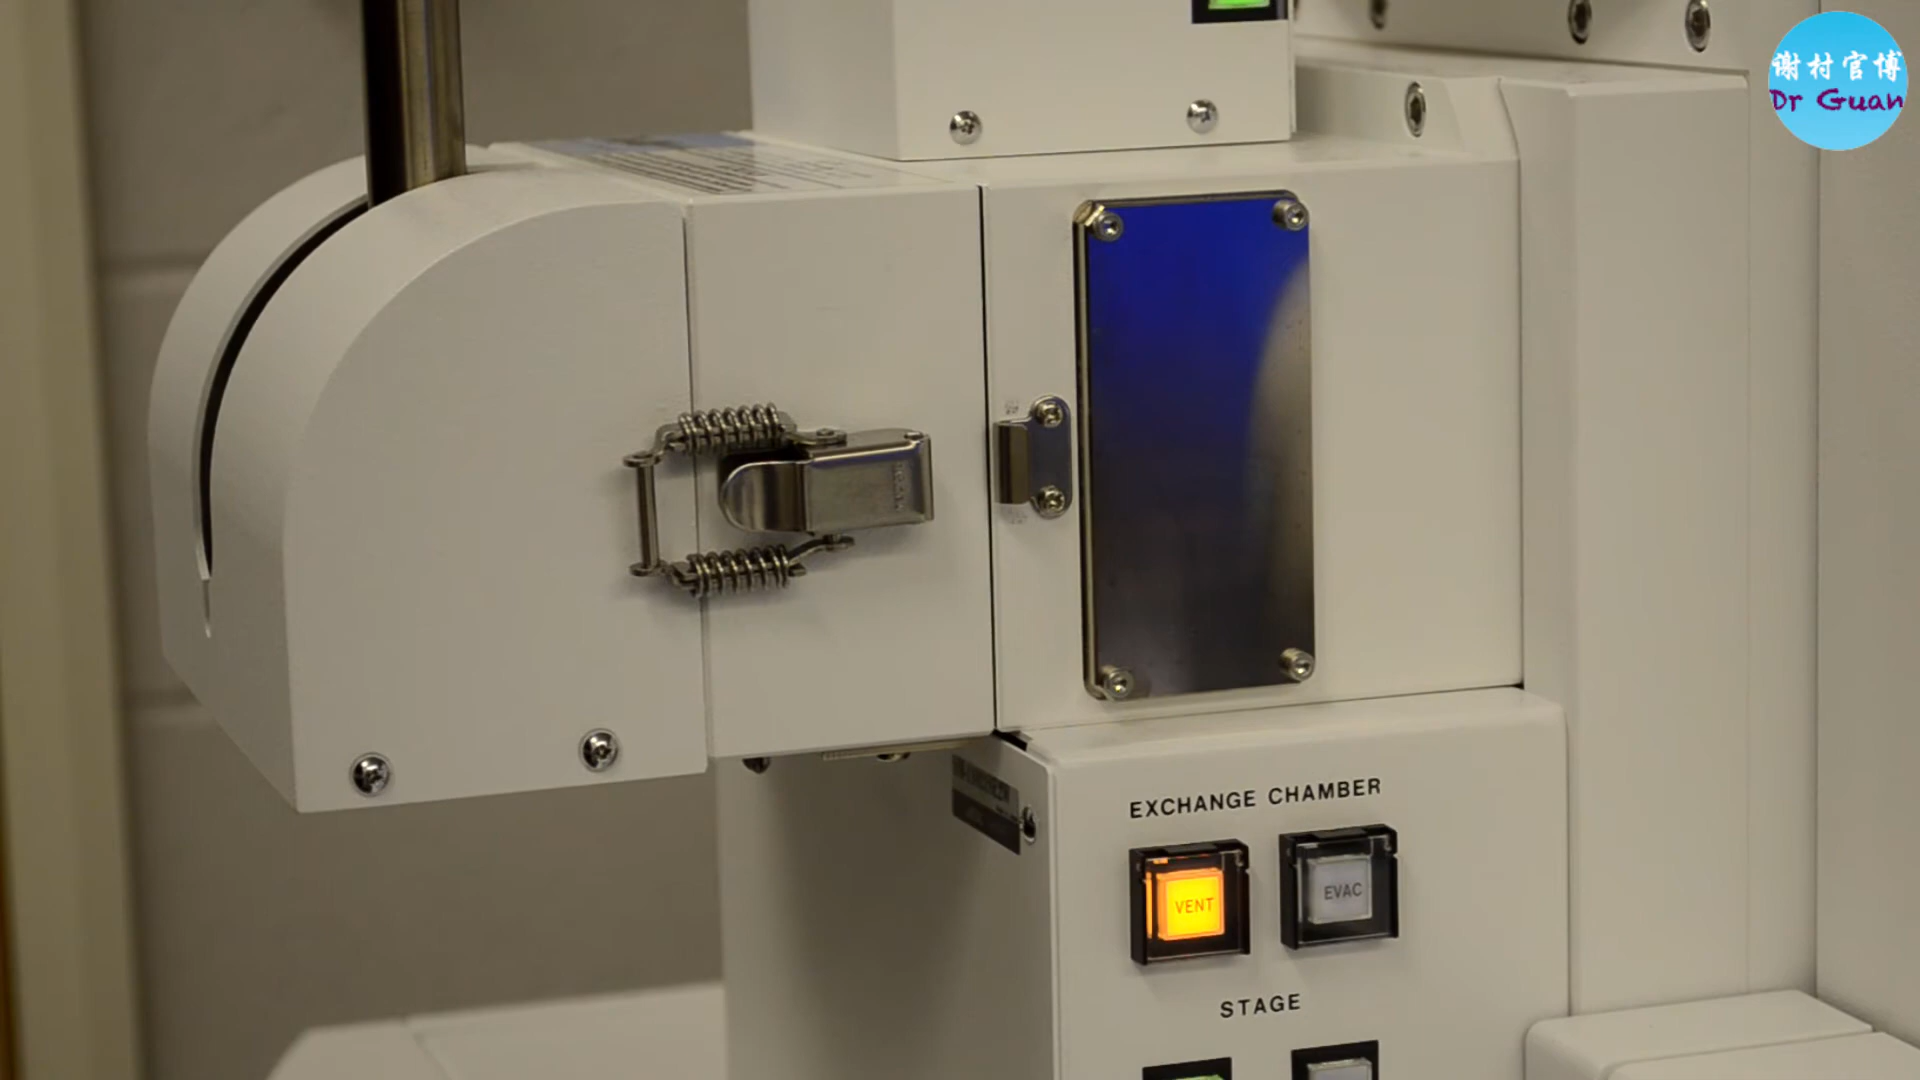 谢村官博
Dr Guan
EXCHANGE CHAMBER
VENT
EVAC
STAGE